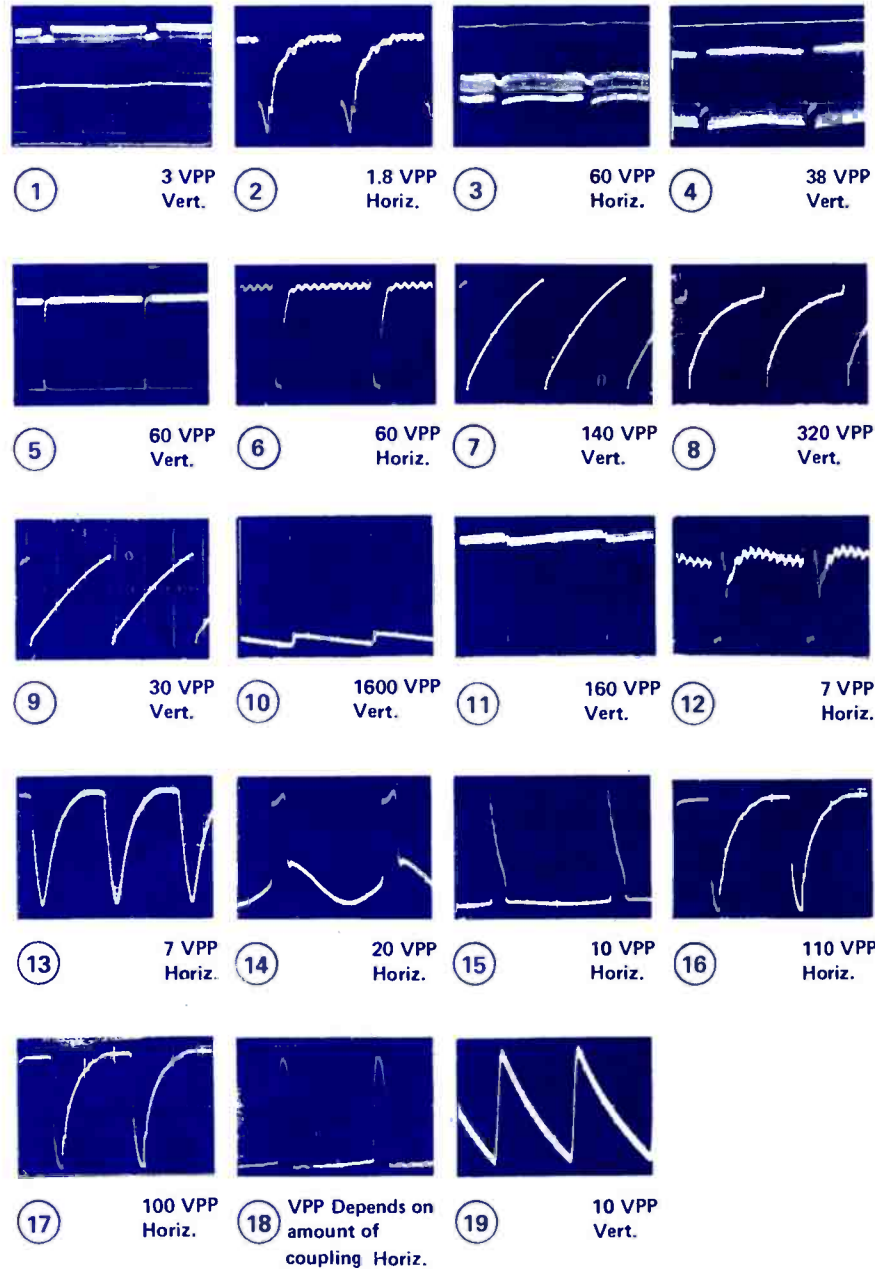 1 3 VPP
Vert.
2 1.8 VPP
Horiz.
3 60 VPP
Horiz.
4 38 VPP
Vert.
5 60 VPP
Vert.
6 60 VPP
Horiz.
7 140 VPP
Vert.
8 320 VPP
Vert.
9 30 VPP
Vert.
10 1600 VPP
Vert.
11 160 VPP
Vert.
12 7 VPP
Horiz.
13 7 VPP
Horiz.
14 20 VPP
Horiz.
15 10 VPP
Horiz.
16 110 VPP
Horiz.
17 100 VPP
Horiz.
18 VPP Depends on
amount of
coupling Horiz.
19 10 VPP
Vert.